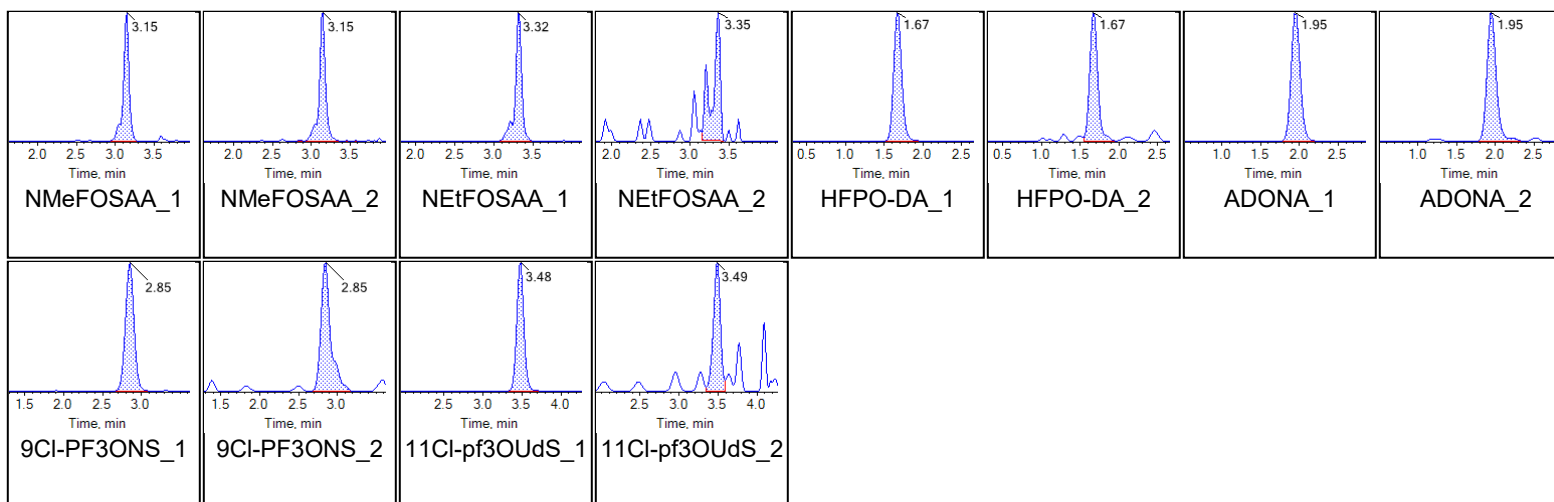 3.15 3.15 3.32 3.35 1.67 1.67 1.95 1.95
2.0 2.5 3.0 3.5 2.0 2.5 3.0 3.5 2.0 2.5 3.0 3.5 2.0 2.5 3.0 3.5 0.5 1.0 1.5 2.0 2.5 0.5 1.0 1.5 2.0 2.5 1.0 1.5 2.0 2.5 1.0 1.5 2.0 2.5
Time, min Time, min Time, min Time, min Time, min Time, min Time, min Time, min
NMeFOSAA_1 NMeFOSAA_2 NEtFOSAA_1 NEtFOSAA_2 HFPO-DA_1 HFPO-DA_2 ADONA_1 ADONA_2
2.85 2.85 3.48 3.49
1.5 2.0 2.5 3.0 1.5 2.0 2.5 3.0 2.5 3.0 3.5 4.0 2.5 3.0 3.5 4.0
Time, min Time, min Time, min Time, min
9Cl-PF3ONS_1 9Cl-PF3ONS_2 11Cl-pf3OUdS_1 11Cl-pf3OUdS_2